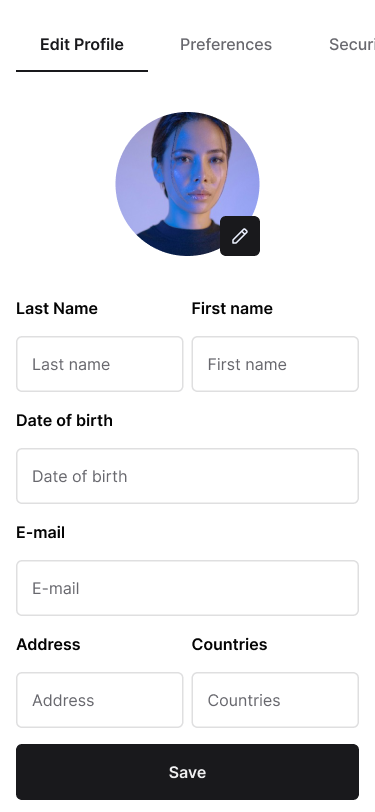 Edit Profile Preferences Securi
Last Name First name
Last name First name
Date of birth
Date of birth
E-mail
E-mail
Address Countries
Address Countries
Save